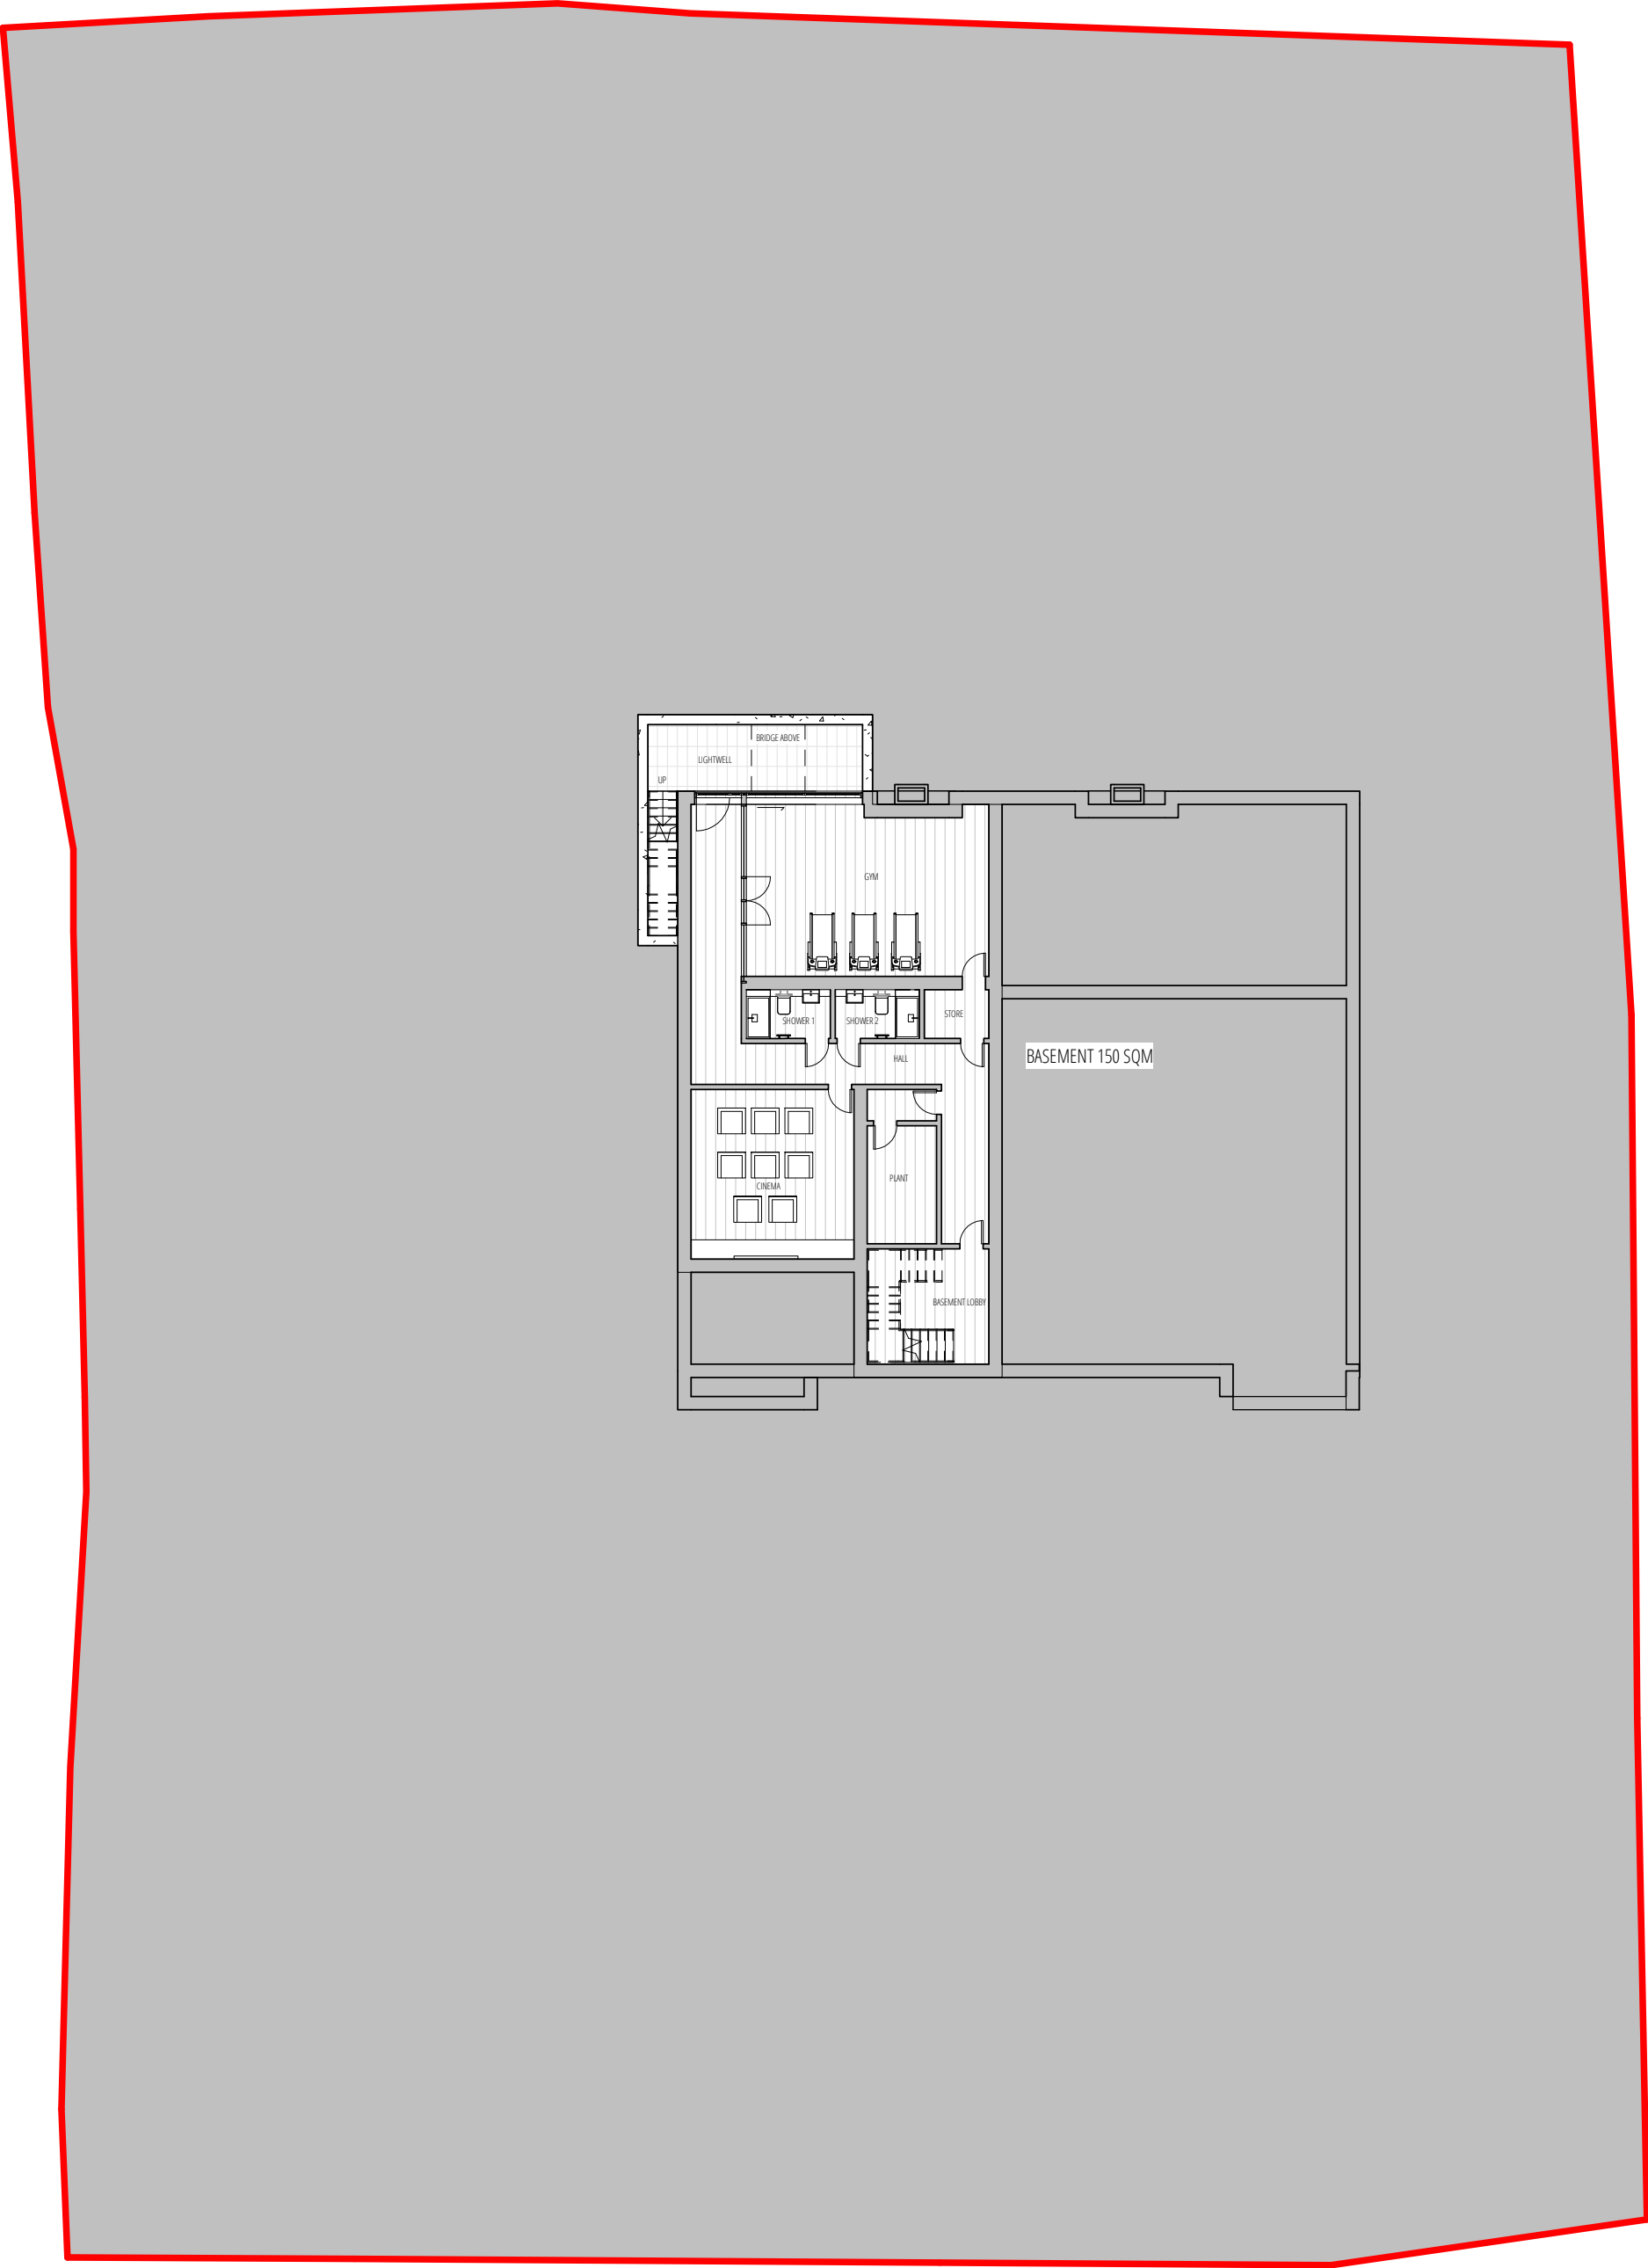 BRIDGE ABOVE
LIGHTWELL
UP
GYM
SHOWER 1
SHOWER 2
STORE
HALL
BASEMENT 150 SQM
PLANT
CINEMA
BASEMENT LOBBY